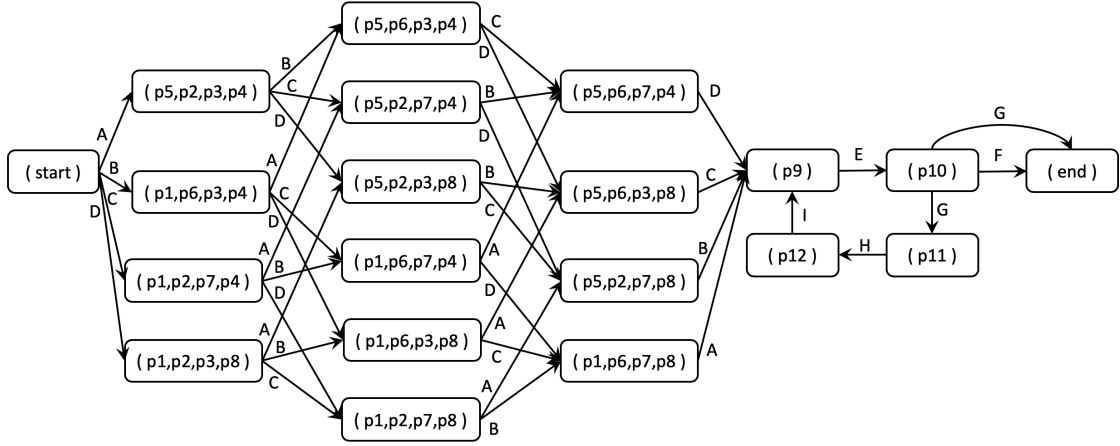 ( p5,p6,p3,p4 )
C
D
B
( p5,p2,p3,p4 )
C
( p5,p2,p7,p4 )
B
( p5,p6,p7,p4 )
D
A
D
D
G
( start )
B
A
( p5,p2,p3,p8 )
B
( p9 )
E
( p10 )
F
( end )
C
( p1,p6,p3,p4 )
C
C
( p5,p6,p3,p8 )
C
D
D
G
I
A
B
( p1,p6,p7,p4 )
A
B
( p12 )
H
( p11 )
( p1,p2,p7,p4 )
D
D
( p5,p2,p7,p8 )
A
B
( p1,p6,p3,p8 )
A
( p1,p2,p3,p8 )
C
C
( p1,p6,p7,p8 )
A
( p1,p2,p7,p8 )
A
B